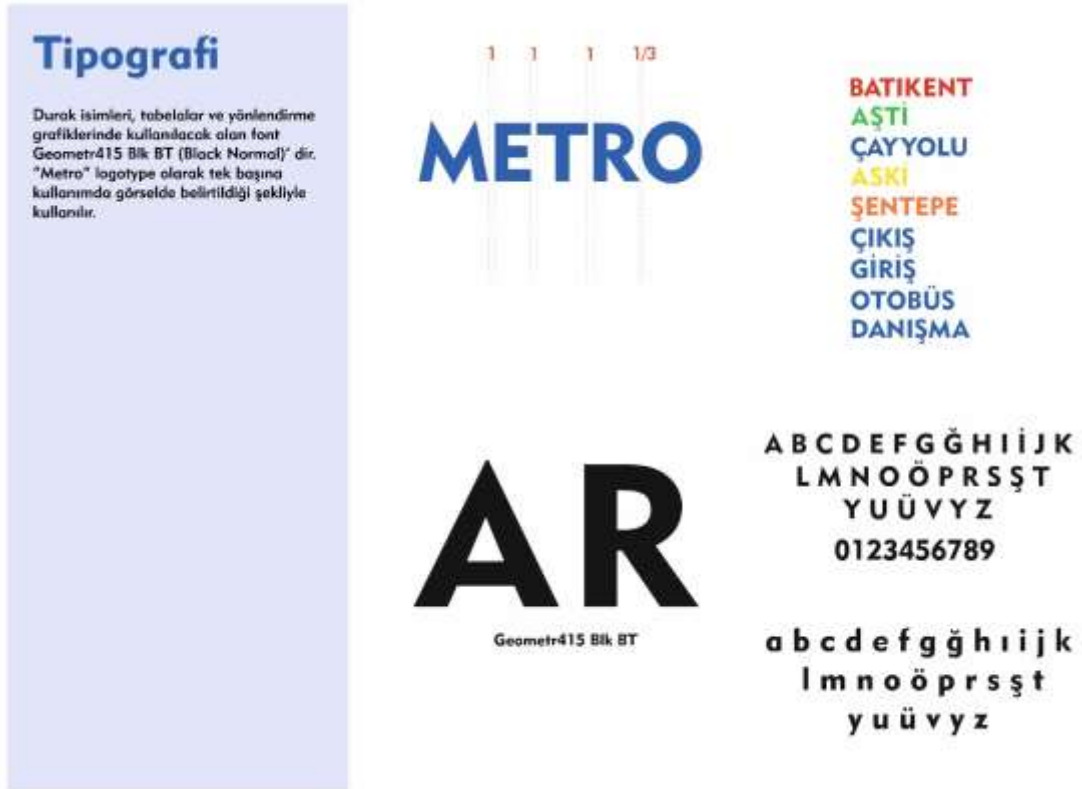 Tipografi
Durak isimleri, tabelalar ve yönlendirme
grafiklerinde kullanılacak olan font
Geometr415 Blk BT (Black Normal)' dir.
"Metro" logotype olarak tek başına
kullanımda görselde belirtildiği şekliyle
kullanılır.
1 1 1 1/3
METRO
BATIKENT
AŞTİ
ÇAYYOLU
ASKİ
ŞENTEPE
ÇIKIŞ
GİRİŞ
OTOBÜS
DANIŞMA
AR
Geometr415 Blk BT
A B C D E F G Ğ H I İ J K
L M N O Ö P R S Ş T
Y U Ü V Y Z
0123456789
a b c d e f g ğ h ı i j k
l m n o ö p r s ş t
y u ü v y z